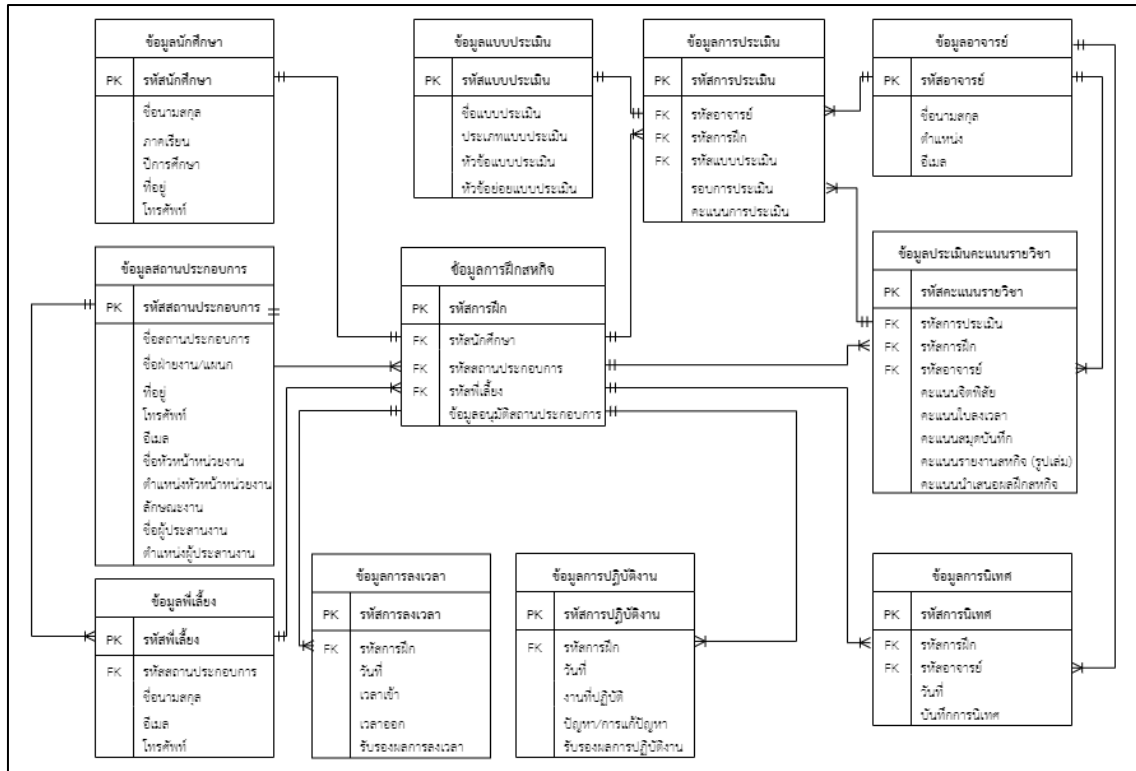 ข้อมูลนักศึกษา
PK รหัสนักศึกษา
ชื่อนามสกุล
ภาคเรียน
ปีการศึกษา
ที่อยู่
โทรศัพท์
ข้อมูลแบบประเมิน
PK รหัสแบบประเมิน
ชื่อแบบประเมิน
ประเภทแบบประเมิน
หัวข้อแบบประเมิน
หัวข้อย่อยแบบประเมิน
ข้อมูลการประเมิน
PK รหัสการประเมิน
FK รหัสอาจารย์
FK รหัสการฝึก
FK รหัสแบบประเมิน
รอบการประเมิน
คะแนนการประเมิน
ข้อมูลอาจารย์
PK รหัสอาจารย์
ชื่อนามสกุล
ตำแหน่ง
อีเมล
ข้อมูลสถานประกอบการ
PK รหัสสถานประกอบการ
ชื่อสถานประกอบการ
ชื่อฝ่ายงาน/แผนก
ที่อยู่
โทรศัพท์
อีเมล
ชื่อหัวหน้าหน่วยงาน
ตำแหน่งหัวหน้าหน่วยงาน
ลักษณะงาน
ชื่อผู้ประสานงาน
ตำแหน่งผู้ประสานงาน
ข้อมูลการฝึกสหกิจ
PK รหัสการฝึก
FK รหัสนักศึกษา
FK รหัสสถานประกอบการ
FK รหัสพี่เลี้ยง
ข้อมูลอนุมัติสถานประกอบการ
ข้อมูลประเมินคะแนนรายวิชา
PK รหัสคะแนนรายวิชา
FK รหัสการประเมิน
FK รหัสการฝึก
FK รหัสอาจารย์
คะแนนจิตพิสัย
คะแนนใบลงเวลา
คะแนนสมุดบันทึก
คะแนนรายงานสหกิจ (รูปเล่ม)
คะแนนนำเสนอผลฝึกสหกิจ
ข้อมูลพี่เลี้ยง
PK รหัสพี่เลี้ยง
FK รหัสสถานประกอบการ
ชื่อนามสกุล
อีเมล
โทรศัพท์
ข้อมูลการลงเวลา
PK รหัสการลงเวลา
FK รหัสการฝึก
วันที่
เวลาเข้า
เวลาออก
รับรองผลการลงเวลา
ข้อมูลการปฏิบัติงาน
PK รหัสการปฏิบัติงาน
FK รหัสการฝึก
วันที่
งานที่ปฏิบัติ
ปัญหา/การแก้ปัญหา
รับรองผลการปฏิบัติงาน
ข้อมูลการนิเทศ
PK รหัสการนิเทศ
FK รหัสการฝึก
FK รหัสอาจารย์
วันที่
บันทึกการนิเทศ